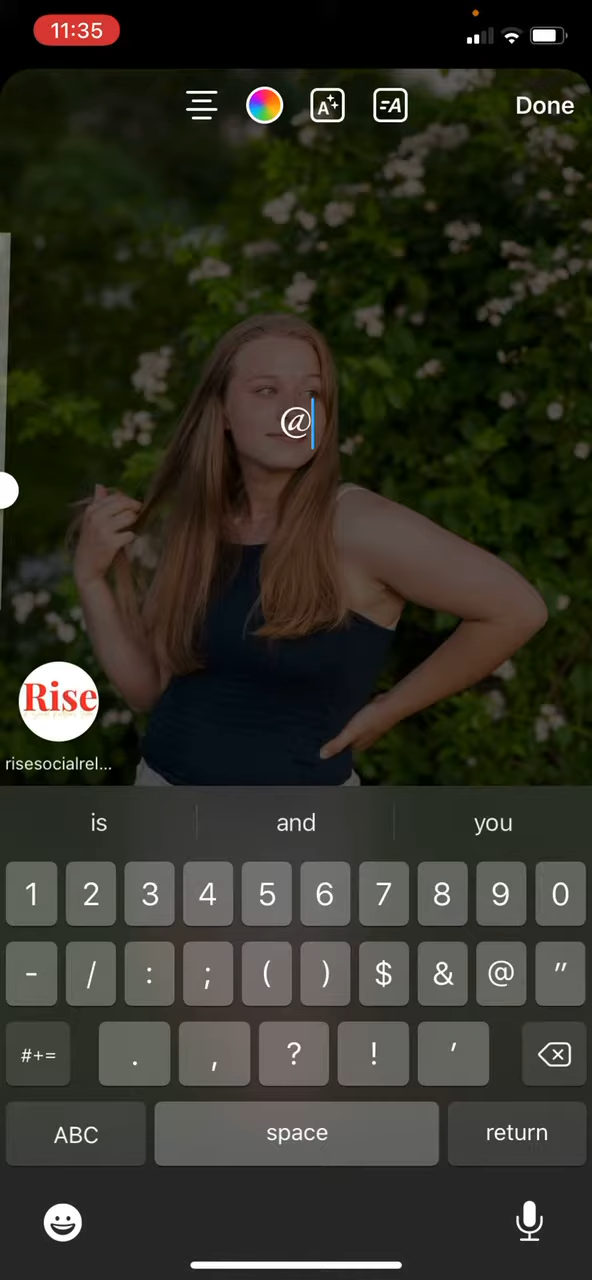 11:35
Done
@
Rise
risesocialrel...
is and you
1 2 3 4 5 6 7 8 9 0
- / : ; ( ) $ & @ "
#+= . , ? ! '
ABC space return